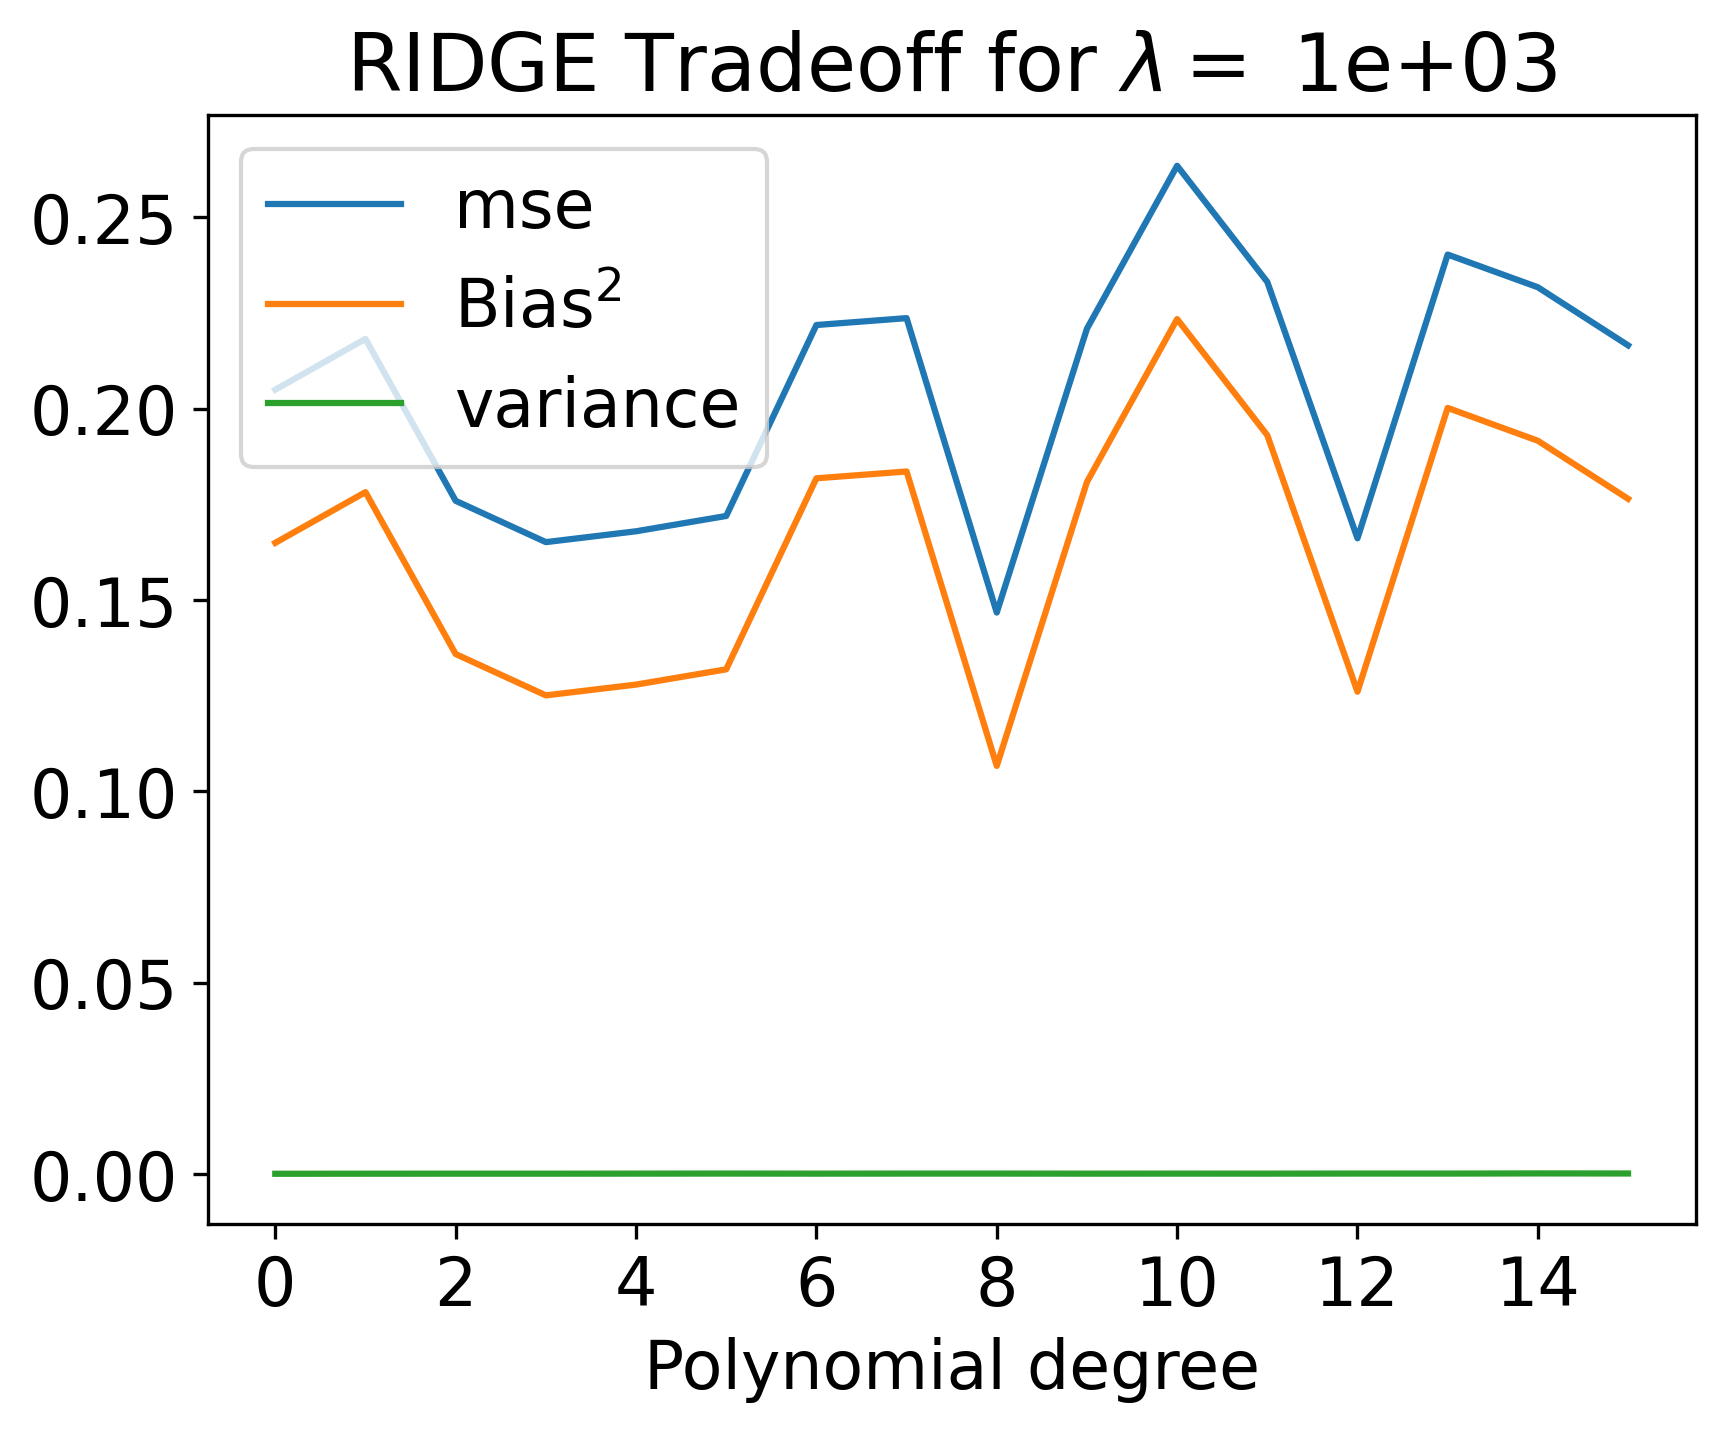 RIDGE Tradeoff for λ = 1e+03
mse
Bias²
variance
0.25
0.20
0.15
0.10
0.05
0.00
0 2 4 6 8 10 12 14
Polynomial degree